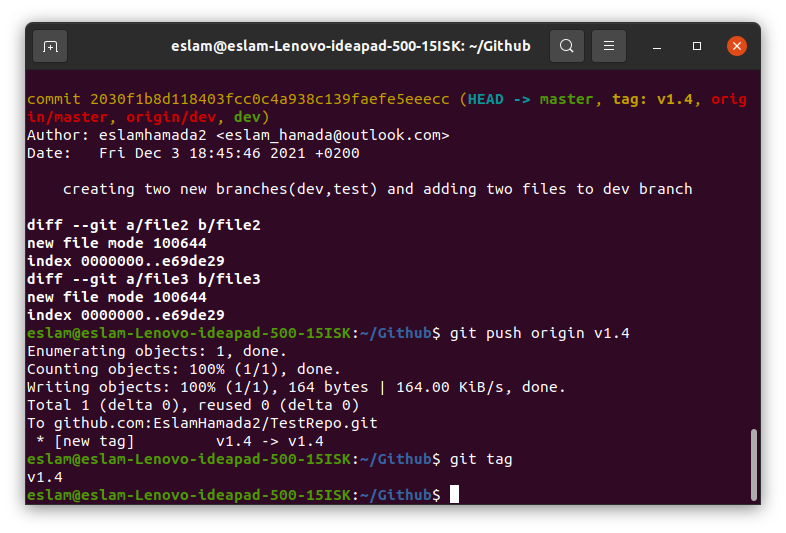 eslam@eslam-Lenovo-ideapad-500-15ISK: ~/Github
commit 2030f1b8d118403fcc0c4a938c139faefe5eeecc (HEAD -> master, tag: v1.4, orig
in/master, origin/dev, dev)
Author: eslamhamada2 <eslam_hamada@outlook.com>
Date:   Fri Dec 3 18:45:46 2021 +0200
    creating two new branches(dev,test) and adding two files to dev branch
diff --git a/file2 b/file2
new file mode 100644
index 0000000..e69de29
diff --git a/file3 b/file3
new file mode 100644
index 0000000..e69de29
eslam@eslam-Lenovo-ideapad-500-15ISK:~/Github$ git push origin v1.4
Enumerating objects: 1, done.
Counting objects: 100% (1/1), done.
Writing objects: 100% (1/1), 164 bytes | 164.00 KiB/s, done.
Total 1 (delta 0), reused 0 (delta 0)
To github.com:EslamHamada2/TestRepo.git
 * [new tag]         v1.4 -> v1.4
eslam@eslam-Lenovo-ideapad-500-15ISK:~/Github$ git tag
v1.4
eslam@eslam-Lenovo-ideapad-500-15ISK:~/Github$